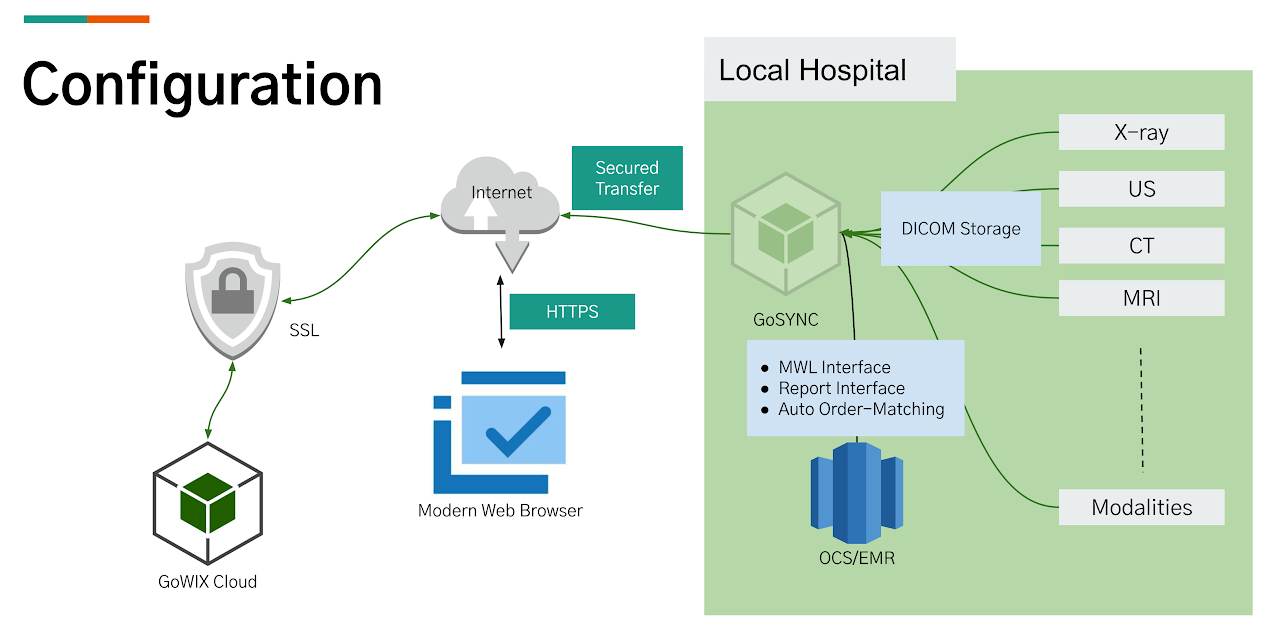 Configuration
Local Hospital
X-ray
Secured
Transfer
Internet
US
DICOM Storage
CT
MRI
HTTPS
GoSYNC
SSL
● MWL Interface
● Report Interface
● Auto Order-Matching
Modern Web Browser
Modalities
OCS/EMR
GoWIX Cloud